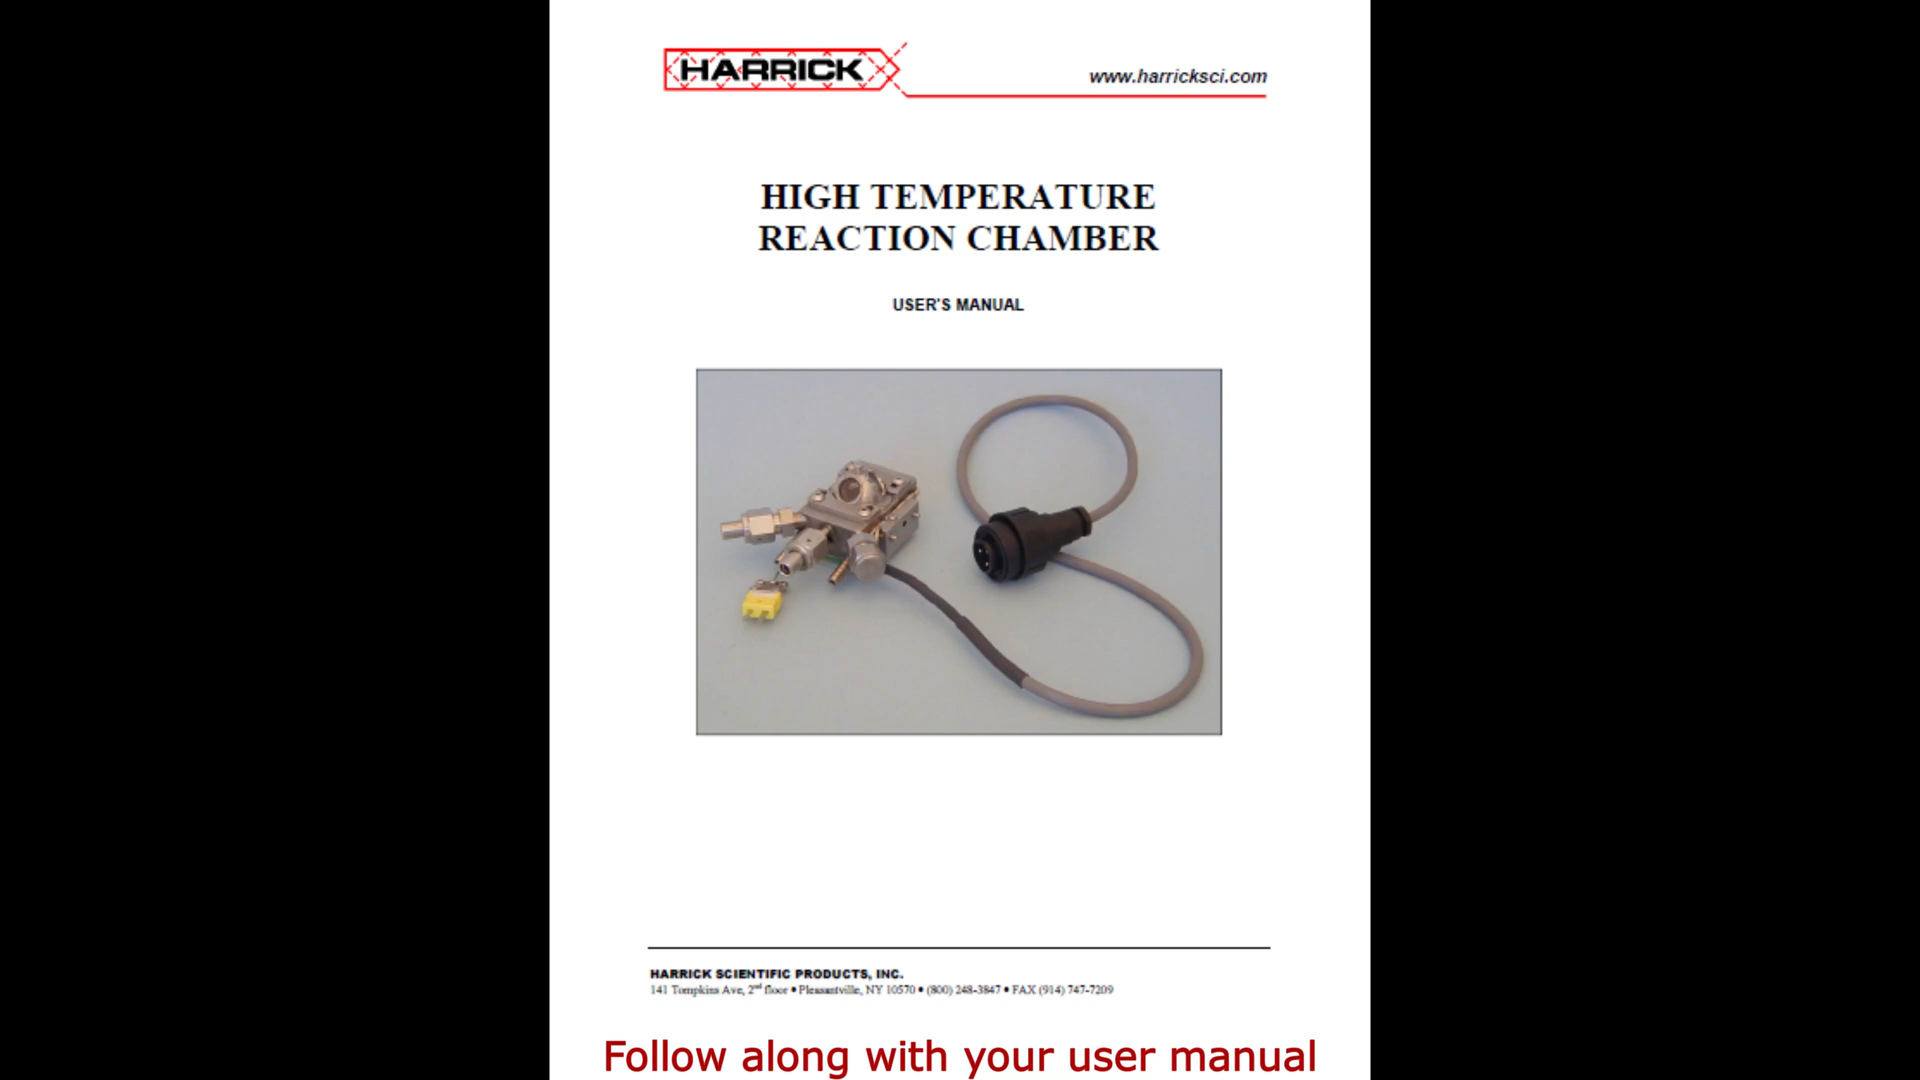 HARRICK
www.harricksci.com
HIGH TEMPERATURE
REACTION CHAMBER
USER'S MANUAL
HARRICK SCIENTIFIC PRODUCTS, INC.
141 Tompkins Ave, 2nd floor • Pleasantville, NY 10570 • (800) 248-3847 • FAX (914) 747-7209
Follow along with your user manual